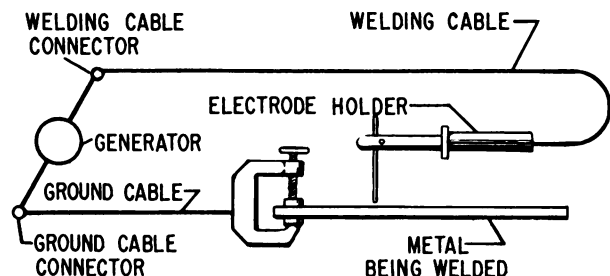 WELDING CABLE
CONNECTOR
WELDING CABLE
ELECTRODE HOLDER
GENERATOR
GROUND CABLE
GROUND CABLE
CONNECTOR
METAL
BEING WELDED